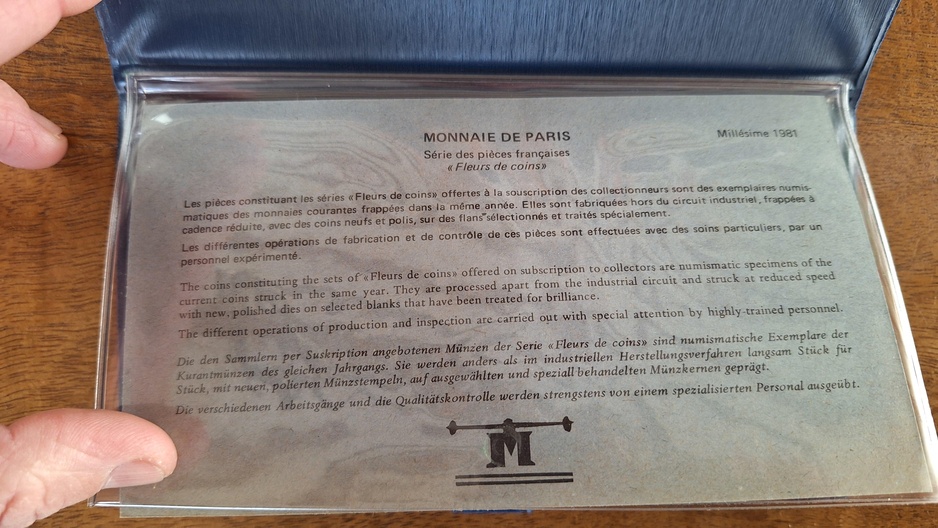 MONNAIE DE PARIS
Millésime 1981
Série des pièces françaises
«Fleurs de coins»
Les pièces constituant les séries «Fleurs de coins» offertes à la souscription des collectionneurs sont des exemplaires numis-
matiques des monnaies courantes frappées dans la même année. Elles sont fabriquées hors du circuit industriel, frappées à
cadence réduite, avec des coins neufs et polis, sur des flans sélectionnés et traités spécialement.
Les différentes opérations de fabrication et de contrôle de ces pièces sont effectuées avec des soins particuliers, par un
personnel expérimenté.
The coins constituting the sets of «Fleurs de coins» offered on subscription to collectors are numismatic specimens of the
current coins struck in the same year. They are processed apart from the industrial circuit and struck at reduced speed
with new, polished dies on selected blanks that have been treated for brilliance.
The different operations of production and inspection are carried out with special attention by highly-trained personnel.
Die den Sammlern per Suskription angebotenen Münzen der Serie «Fleurs de coins» sind numismatische Exemplare der
Kurantmünzen des gleichen Jahrgangs. Sie werden anders als im industriellen Herstellungsverfahren langsam Stück für
Stück, mit neuen, polierten Münzstempeln, auf ausgewählten und speziall behandelten Münzkernen geprägt.
Die verschiedenen Arbeitsgänge und die Qualitätskontrolle werden strengstens von einem spezialisierten Personal ausgeübt.
M